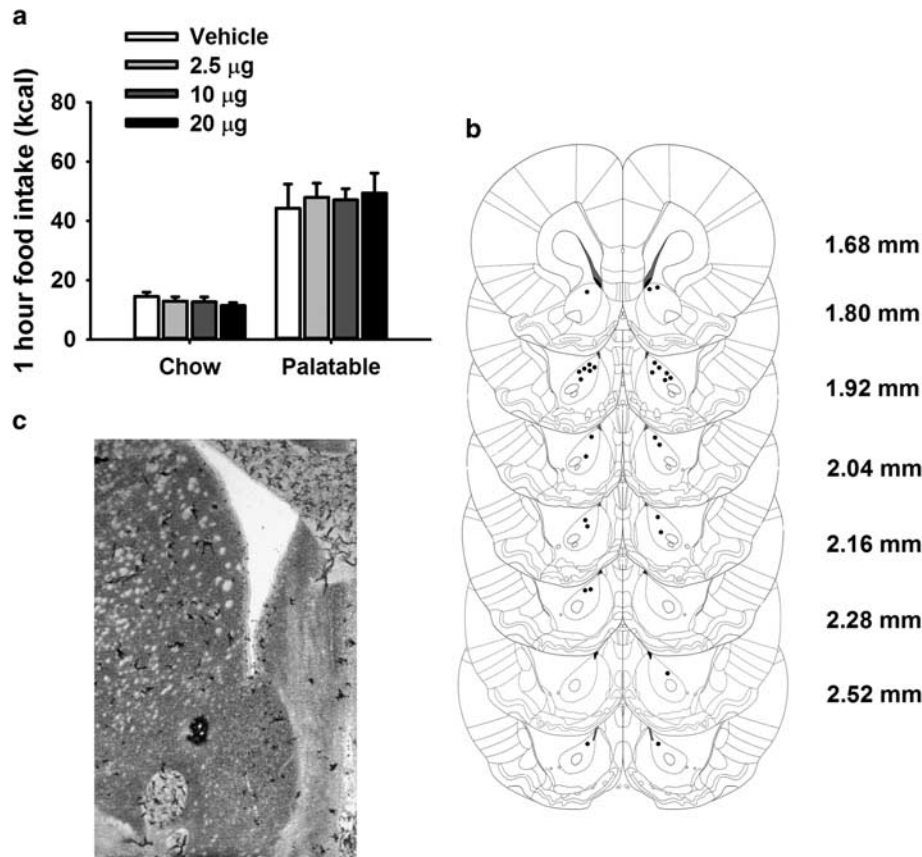 a
Vehicle
2.5 μg
10 μg
20 μg
1 hour food intake (kcal)
80
60
40
20
0
Chow
Palatable
b
1.68 mm
1.80 mm
1.92 mm
2.04 mm
2.16 mm
2.28 mm
2.52 mm
c